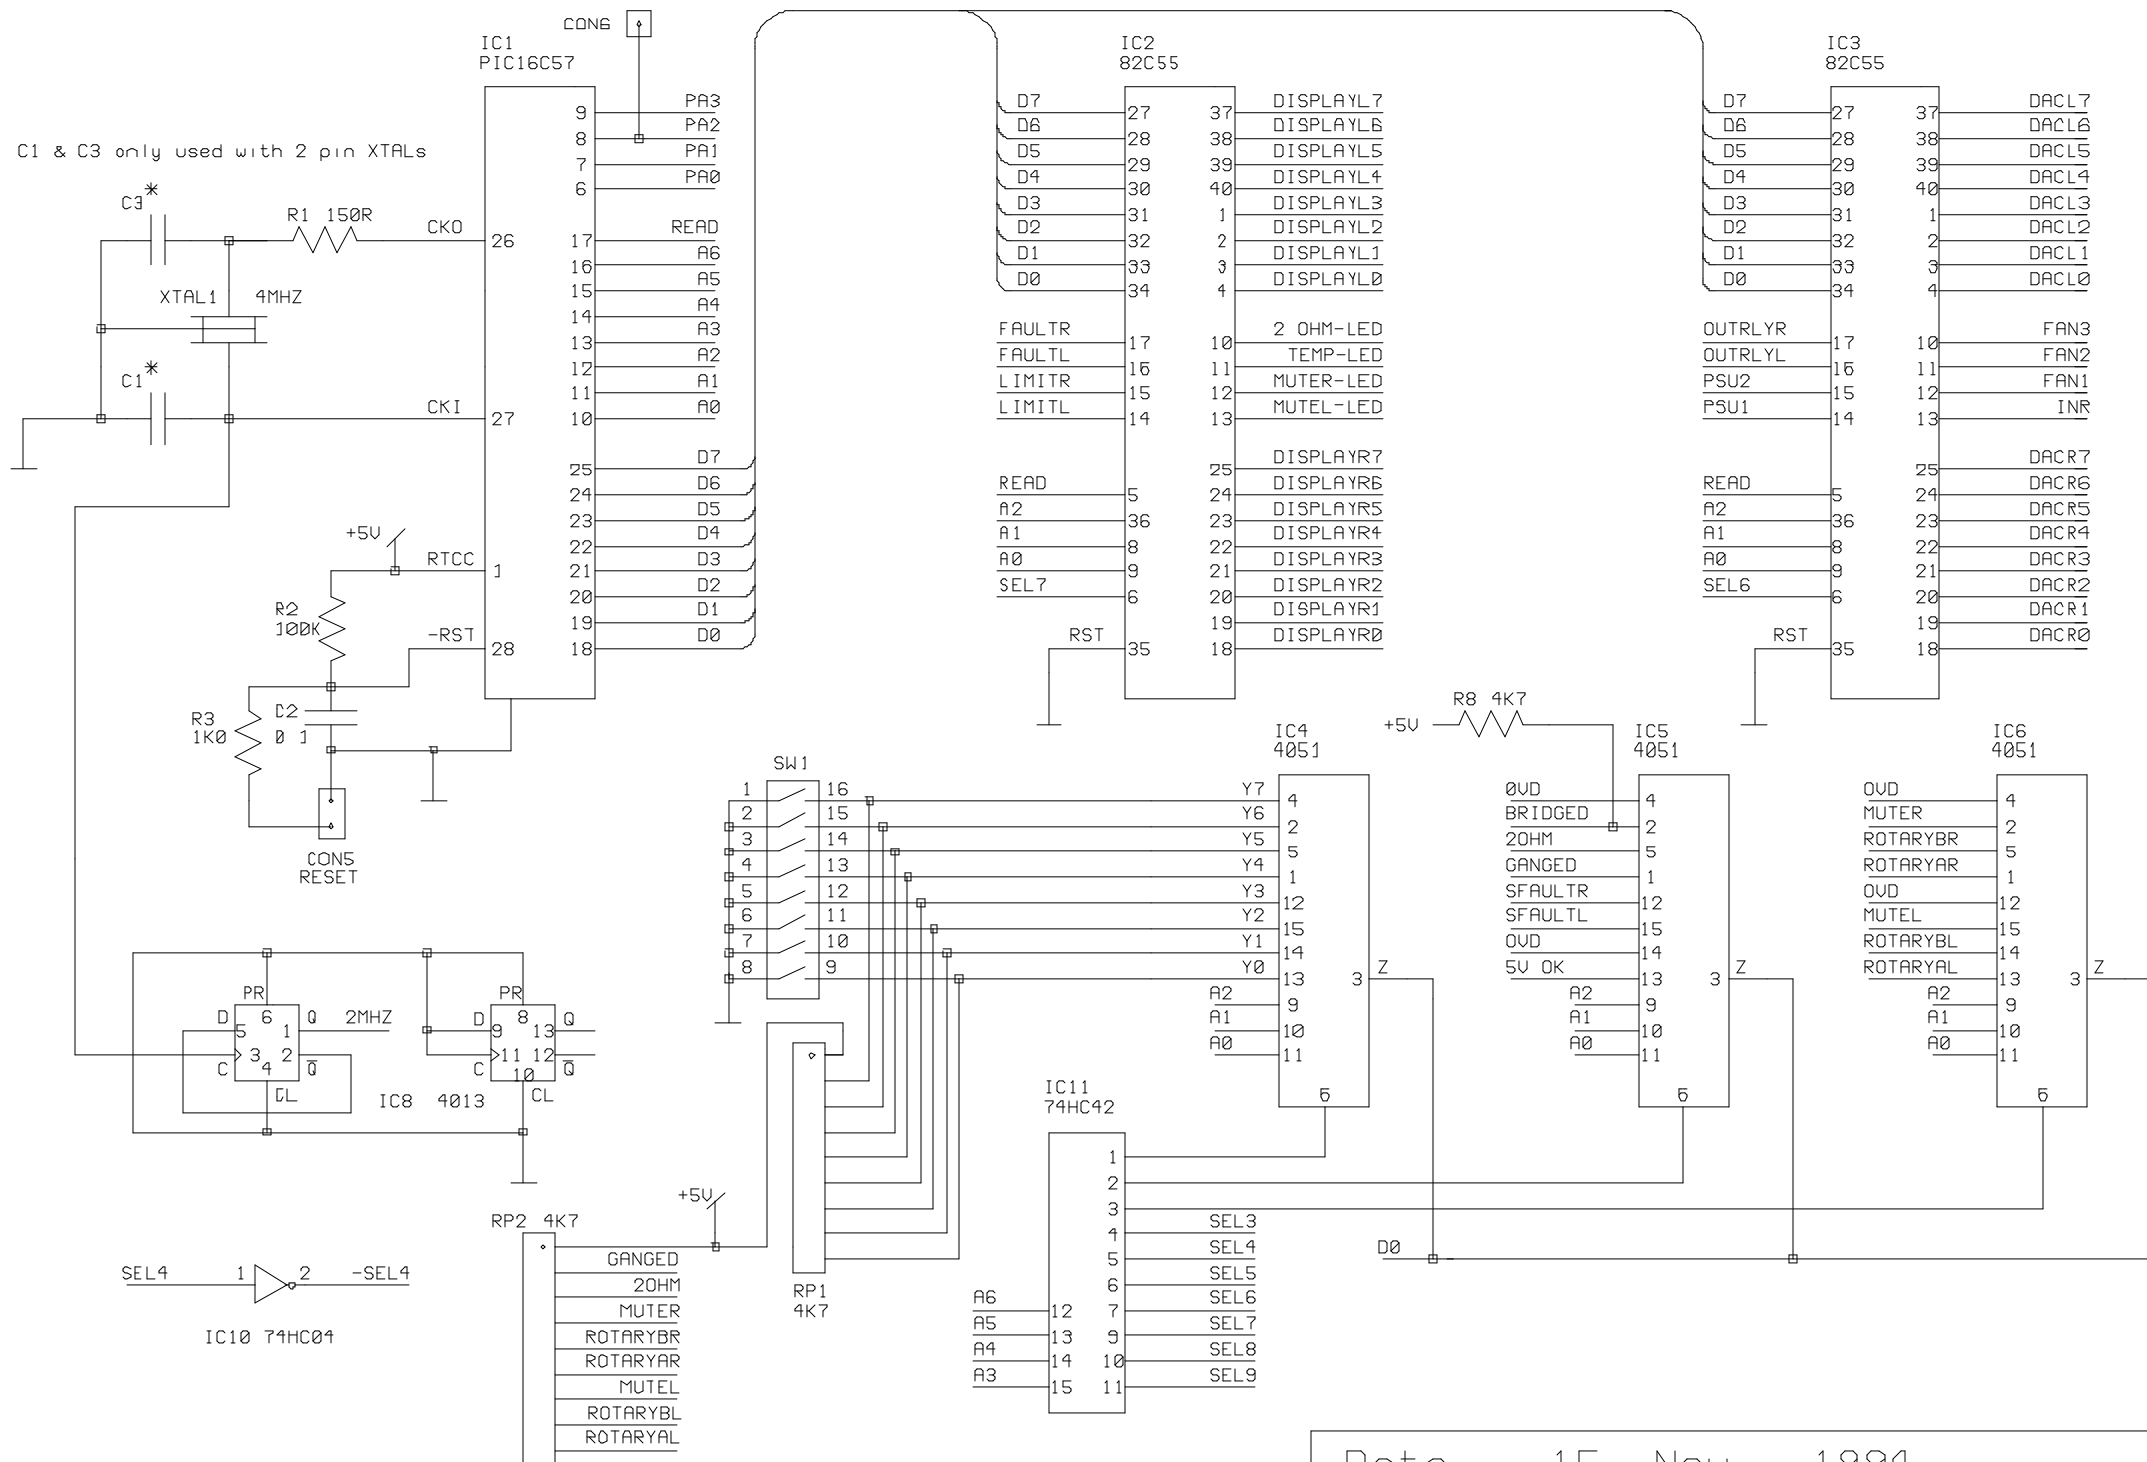 CON6
IC1
PIC16C57
IC2
82C55
IC3
82C55
C1 & C3 only used with 2 pin XTALs
C3 *
R1 150R
CKO 26
XTAL1 4MHZ
C1 *
CKI 27
+5V
RTCC 1
R2
100K
-RST 28
R3
1K0
C2
0 1
CON5
RESET
9 PA3
8 PA2
7 PA1
6 PA0
17 READ
16 A6
15 A5
14 A4
13 A3
12 A2
11 A1
10 A0
25 D7
24 D6
23 D5
22 D4
21 D3
20 D2
19 D1
18 D0
D7 27 37 DISPLAYL7
D6 28 38 DISPLAYL6
D5 29 39 DISPLAYL5
D4 30 40 DISPLAYL4
D3 31 1 DISPLAYL3
D2 32 2 DISPLAYL2
D1 33 3 DISPLAYL1
D0 34 4 DISPLAYL0
FAULTR 17 10 2 OHM-LED
FAULTL 16 11 TEMP-LED
LIMITR 15 12 MUTER-LED
LIMITL 14 13 MUTEL-LED
25 DISPLAYR7
READ 5 24 DISPLAYR6
A2 36 23 DISPLAYR5
A1 8 22 DISPLAYR4
A0 9 21 DISPLAYR3
SEL7 6 20 DISPLAYR2
19 DISPLAYR1
RST 35 18 DISPLAYR0
D7 27 37 DACL7
D6 28 38 DACL6
D5 29 39 DACL5
D4 30 40 DACL4
D3 31 1 DACL3
D2 32 2 DACL2
D1 33 3 DACL1
D0 34 4 DACL0
OUTRLYR 17 10 FAN3
OUTRLYL 16 11 FAN2
PSU2 15 12 FAN1
PSU1 14 13 INR
25 DACR7
READ 5 24 DACR6
A2 36 23 DACR5
A1 8 22 DACR4
A0 9 21 DACR3
SEL6 6 20 DACR2
19 DACR1
RST 35 18 DACR0
SW1
1 16
2 15
3 14
4 13
5 12
6 11
7 10
8 9
IC4
4051
Y7 4
Y6 2
Y5 5
Y4 1
Y3 12
Y2 15
Y1 14
Y0 13 3 Z
A2 9
A1 10
A0 11
6
+5V
R8 4K7
IC5
4051
0VD 4
BRIDGED 2
2OHM 5
GANGED 1
SFAULTR 12
SFAULTL 15
0VD 14
5V OK 13 3 Z
A2 9
A1 10
A0 11
6
IC6
4051
0VD 4
MUTER 2
ROTARYBR 5
ROTARYAR 1
0VD 12
MUTEL 15
ROTARYBL 14
ROTARYAL 13 3 Z
A2 9
A1 10
A0 11
6
PR
D 5 6 1 Q 2MHZ
C 3 4 2 Q
CL
PR
D 9 8 13 Q
C 11 10 12 Q
CL
IC8 4013
SEL4 1 2 -SEL4
IC10 74HC04
RP2 4K7
+5V
GANGED
2OHM
MUTER
ROTARYBR
ROTARYAR
MUTEL
ROTARYBL
ROTARYAL
RP1
4K7
IC11
74HC42
1
2
3
4 SEL3
5 SEL4
6 SEL5
A6 12 7 SEL6
A5 13 9 SEL7
A4 14 10 SEL8
A3 15 11 SEL9
D0